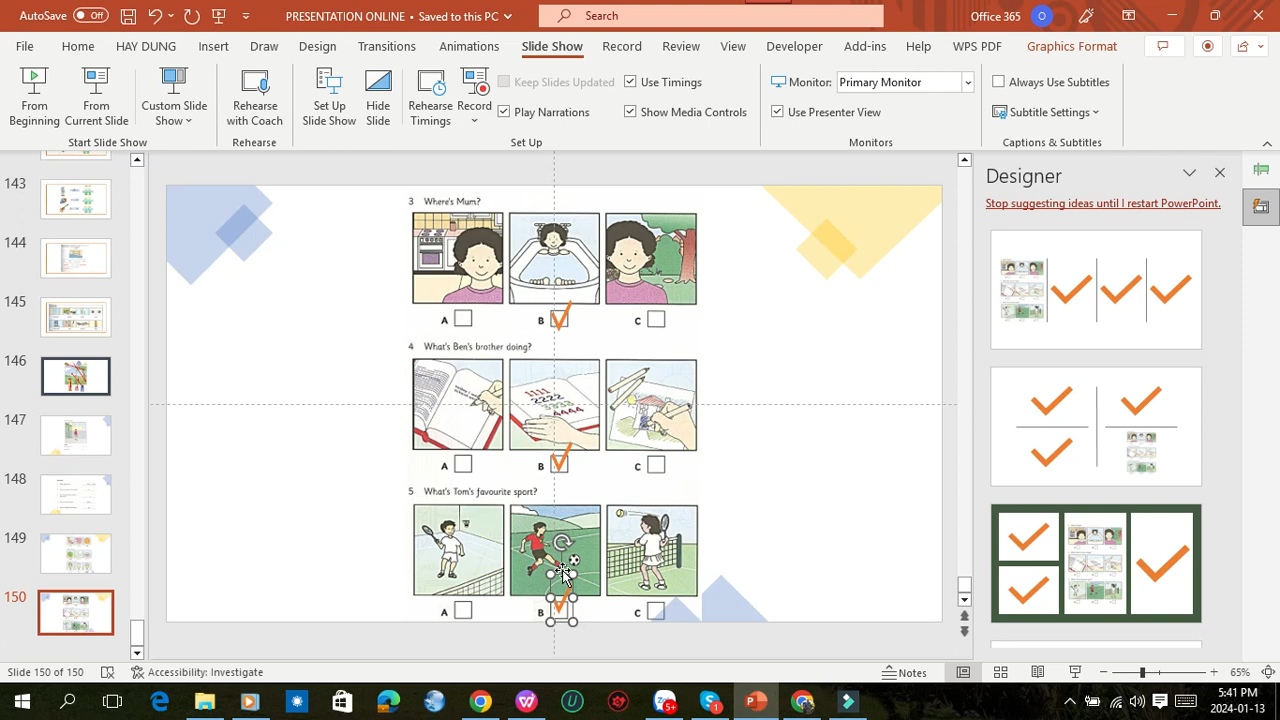 AutoSave Off PRESENTATION ONLINE - Saved to this PC Search Office 365
File Home HAY DUNG Insert Draw Design Transitions Animations Slide Show Record Review View Developer Add-ins Help WPS PDF Graphics Format
From Beginning
From Current Slide
Custom Slide Show
Rehearse with Coach
Set Up Slide Show
Hide Slide
Rehearse Timings
Record
Keep Slides Updated
Use Timings
Play Narrations
Show Media Controls
Monitor: Primary Monitor
Use Presenter View
Always Use Subtitles
Subtitle Settings
Start Slide Show Rehearse Set Up Monitors Captions & Subtitles
143
144
145
146
147
148
149
150
3 Where's Mum?
A B C
4 What's Ben's brother doing?
2222
4444
A B C
5 What's Tom's favourite sport?
A B C
Designer
Stop suggesting ideas until I restart PowerPoint.
Slide 150 of 150 Accessibility: Investigate Notes 65%
5:41 PM
2024-01-13